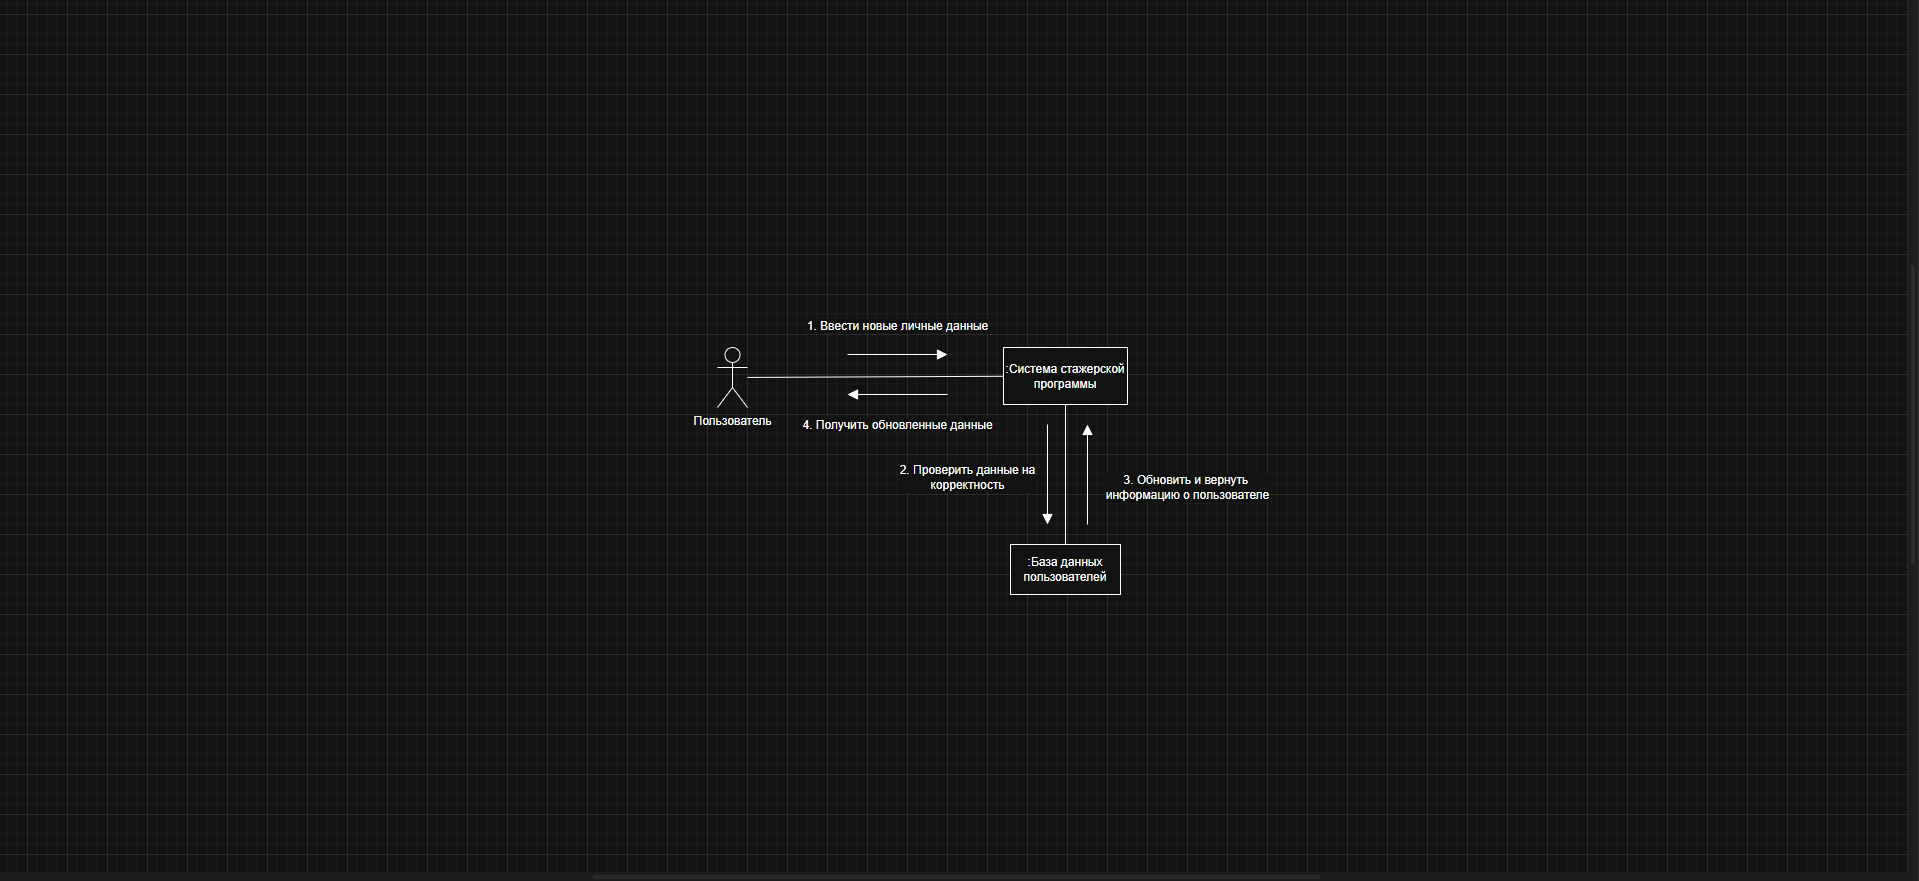 1. Ввести новые личные данные
:Система стажерской
программы
Пользователь
4. Получить обновленные данные
2. Проверить данные на
корректность
3. Обновить и вернуть
информацию о пользователе
:База данных
пользователей